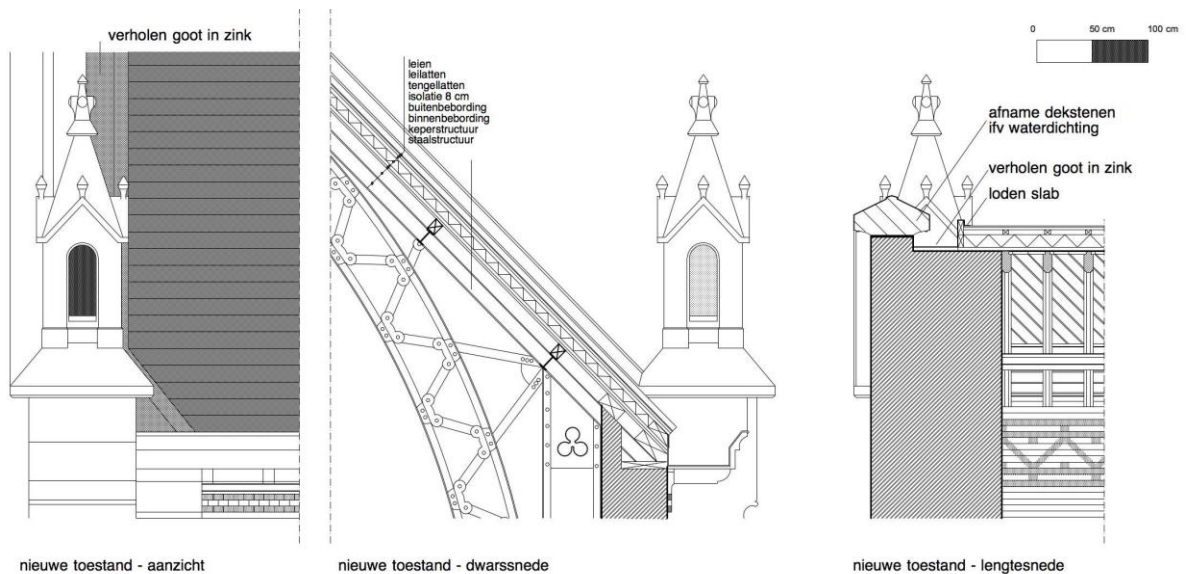 verholen goot in zink
leien
leilatten
tengellatten
isolatie 8 cm
buitenbebording
binnenbebording
keperstructuur
staalstructuur
0 50 cm 100 cm
afname dekstenen
ifv waterdichting
verholen goot in zink
loden slab
nieuwe toestand - aanzicht
nieuwe toestand - dwarssnede
nieuwe toestand - lengtesnede